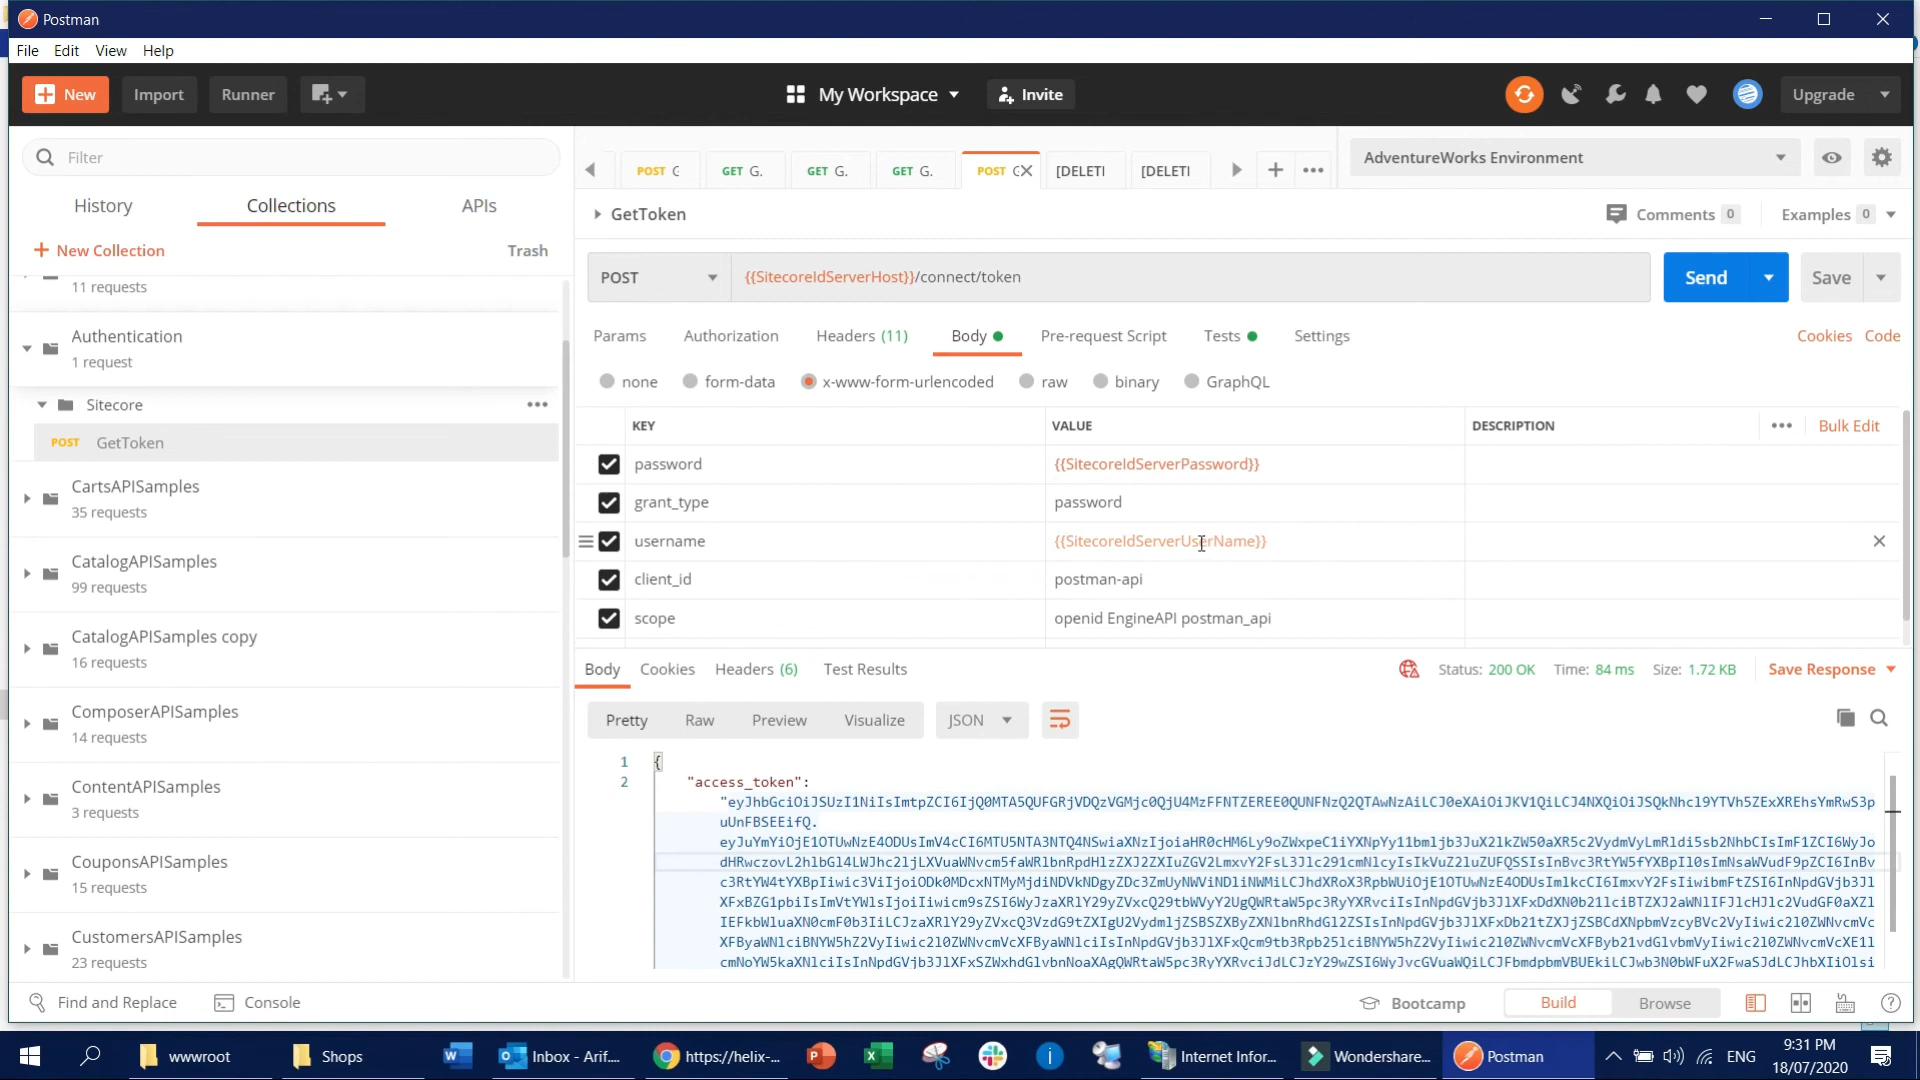 Postman
File Edit View Help
New Import Runner My Workspace Invite Upgrade
Filter
History Collections APIs
New Collection Trash
11 requests
Authentication
1 request
Sitecore
POST GetToken
CartsAPISamples
35 requests
CatalogAPISamples
99 requests
CatalogAPISamples copy
16 requests
ComposerAPISamples
14 requests
ContentAPISamples
3 requests
CouponsAPISamples
15 requests
CustomersAPISamples
23 requests
POST GET G. GET G. GET G. POST [DELETI [DELETI
AdventureWorks Environment
GetToken Comments 0 Examples 0
POST {{SitecoreIdServerHost}}/connect/token Send Save
Params Authorization Headers (11) Body Pre-request Script Tests Settings Cookies Code
none form-data x-www-form-urlencoded raw binary GraphQL
KEY VALUE DESCRIPTION Bulk Edit
password {{SitecoreIdServerPassword}}
grant_type password
username {{SitecoreIdServerUserName}}
client_id postman-api
scope openid EngineAPI postman_api
Body Cookies Headers (6) Test Results Status: 200 OK Time: 84 ms Size: 1.72 KB Save Response
Pretty Raw Preview Visualize JSON
1 {
2 "access_token":
Find and Replace Console Bootcamp Build Browse
wwwroot Shops Inbox - Arif.... https://helix-... Internet Infor... Wondershare... Postman ENG
9:31 PM
18/07/2020